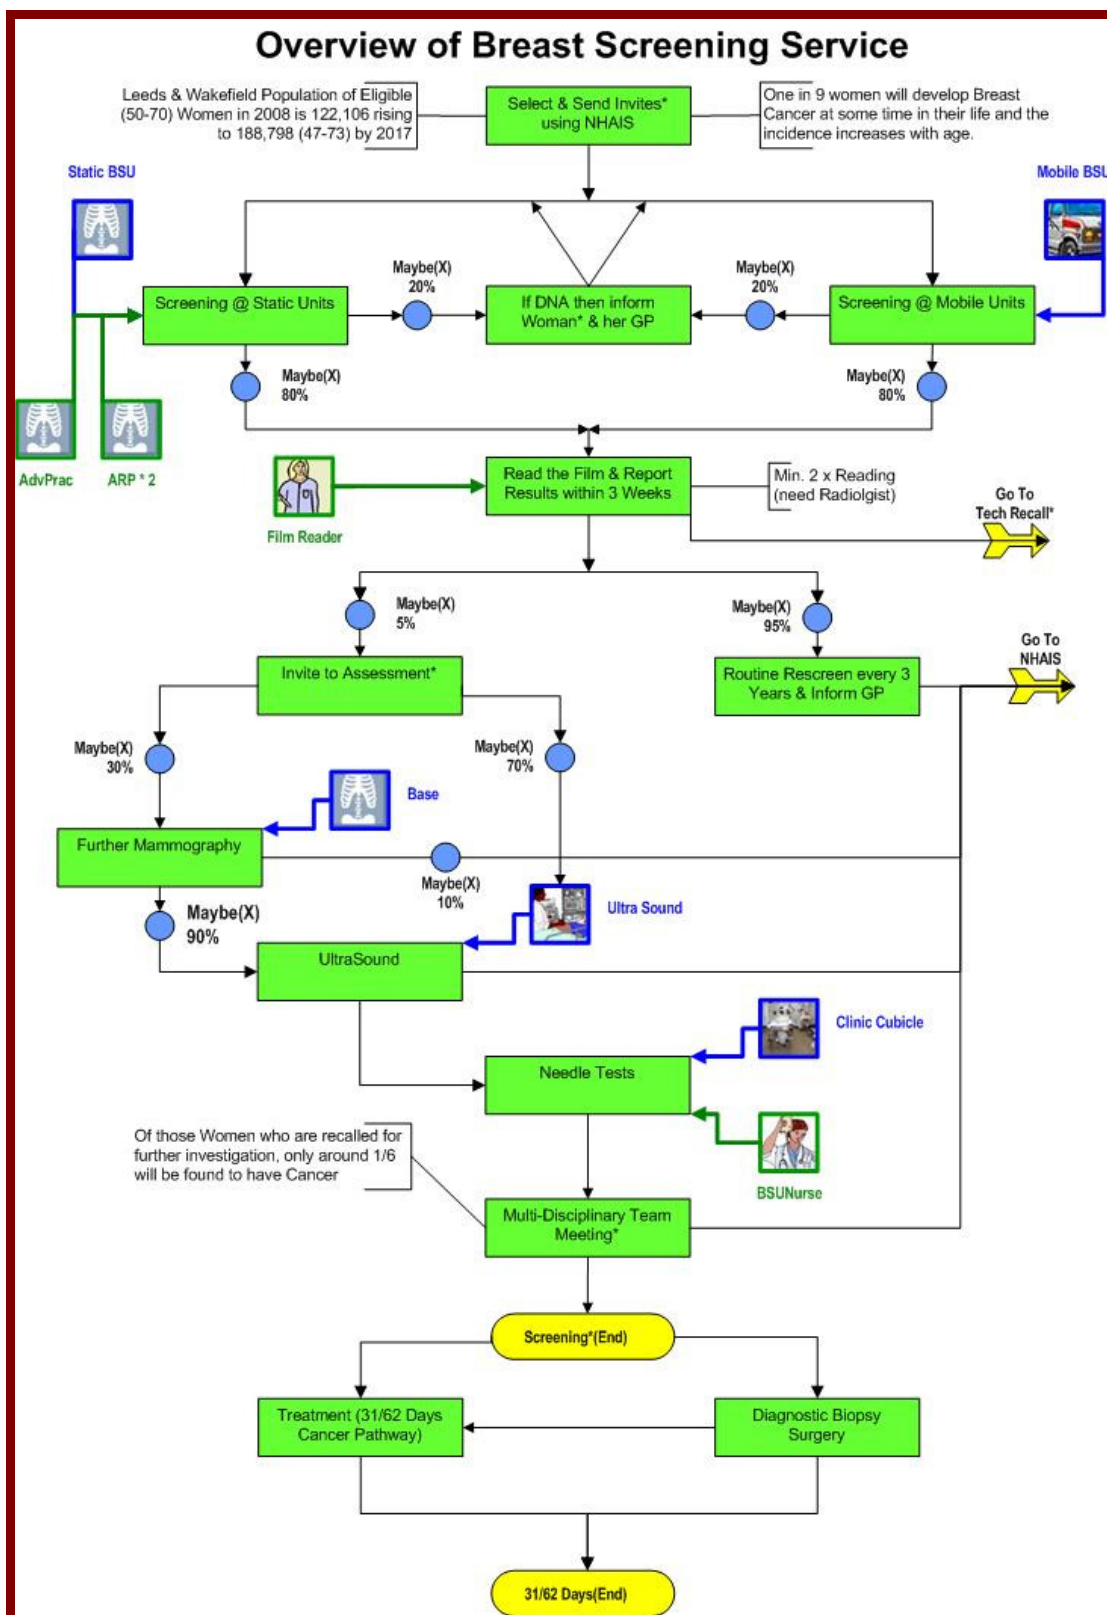 Overview of Breast Screening Service
Leeds & Wakefield Population of Eligible
(50-70) Women in 2008 is 122,106 rising
to 188,798 (47-73) by 2017
Select & Send Invites*
using NHAIS
One in 9 women will develop Breast
Cancer at some time in their life and the
incidence increases with age.
Static BSU
Mobile BSU
Maybe(X)
20%
Maybe(X)
20%
Screening @ Static Units
If DNA then inform
Woman* & her GP
Screening @ Mobile Units
Maybe(X)
80%
Maybe(X)
80%
AdvPrac
ARP * 2
Read the Film & Report
Results within 3 Weeks
Min. 2 x Reading
(need Radiolgist)
Film Reader
Go To
Tech Recall*
Maybe(X)
5%
Maybe(X)
95%
Go To
NHAIS
Invite to Assessment*
Routine Rescreen every 3
Years & Inform GP
Maybe(X)
30%
Maybe(X)
70%
Base
Further Mammography
Maybe(X)
10%
Ultra Sound
Maybe(X)
90%
UltraSound
Clinic Cubicle
Needle Tests
Of those Women who are recalled for
further investigation, only around 1/6
will be found to have Cancer
BSUNurse
Multi-Disciplinary Team
Meeting*
Screening*(End)
Treatment (31/62 Days
Cancer Pathway)
Diagnostic Biopsy
Surgery
31/62 Days(End)